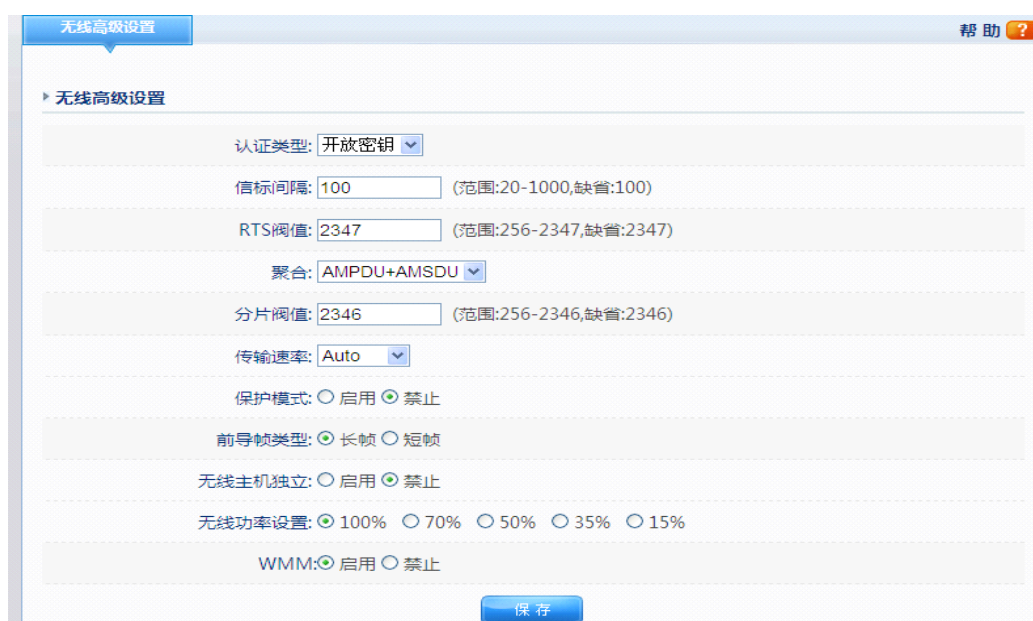 无线高级设置
帮 助 ?
无线高级设置
认证类型: 开放密钥
信标间隔: 100 (范围:20-1000,缺省:100)
RTS阀值: 2347 (范围:256-2347,缺省:2347)
聚合: AMPDU+AMSDU
分片阀值: 2346 (范围:256-2346,缺省:2346)
传输速率: Auto
保护模式: 启用 禁止
前导帧类型: 长帧 短帧
无线主机独立: 启用 禁止
无线功率设置: 100% 70% 50% 35% 15%
WMM: 启用 禁止
保 存